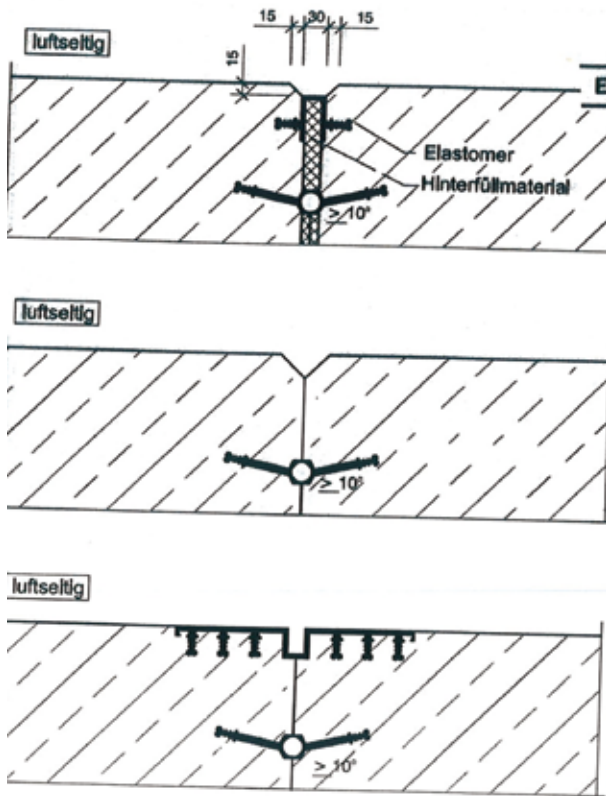 15 30 15
luftseitig
15
E
Elastomer
Hinterfüllmaterial
≥ 10°
luftseitig
≥ 10°
luftseitig
≥ 10°